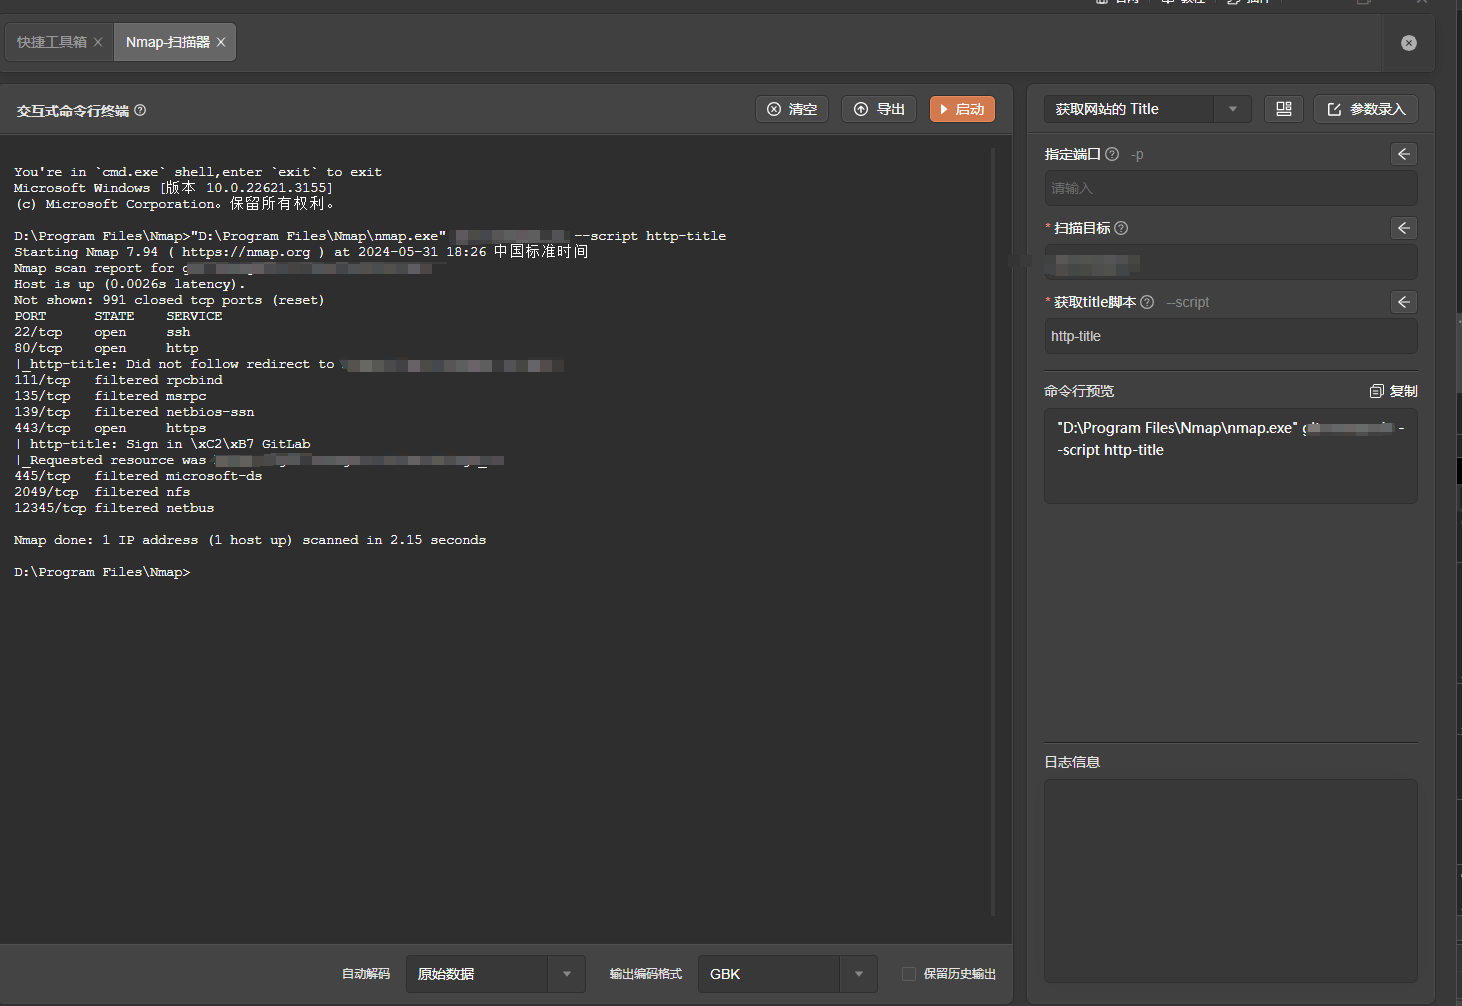 快捷工具箱
Nmap-扫描器
交互式命令行终端
清空
导出
启动
You're in `cmd.exe` shell,enter `exit` to exit
Microsoft Windows [版本 10.0.22621.3155]
(c) Microsoft Corporation。保留所有权利。
D:\Program Files\Nmap>"D:\Program Files\Nmap\nmap.exe" --script http-title
Starting Nmap 7.94 ( https://nmap.org ) at 2024-05-31 18:26 中国标准时间
Nmap scan report for g
Host is up (0.0026s latency).
Not shown: 991 closed tcp ports (reset)
PORT STATE SERVICE
22/tcp open ssh
80/tcp open http
|_http-title: Did not follow redirect to
111/tcp filtered rpcbind
135/tcp filtered msrpc
139/tcp filtered netbios-ssn
443/tcp open https
| http-title: Sign in \xC2\xB7 GitLab
|_Requested resource was
445/tcp filtered microsoft-ds
2049/tcp filtered nfs
12345/tcp filtered netbus
Nmap done: 1 IP address (1 host up) scanned in 2.15 seconds
D:\Program Files\Nmap>
自动解码
原始数据
输出编码格式
GBK
保留历史输出
获取网站的 Title
参数录入
指定端口 -p
请输入
* 扫描目标
* 获取title脚本 --script
http-title
命令行预览
复制
"D:\Program Files\Nmap\nmap.exe" -
-script http-title
日志信息